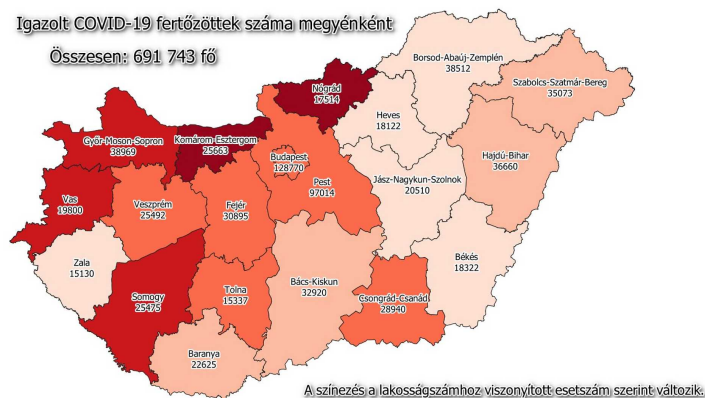 Igazolt COVID-19 fertőzöttek száma megyénként
Összesen: 691 743 fő
Borsod-Abaúj-Zemplén
38512
Szabolcs-Szatmár-Bereg
35073
Nógrád
17514
Heves
18122
Győr-Moson-Sopron
38969
Komárom-Esztergom
25663
Budapest
128770
Hajdú-Bihar
36660
Pest
97014
Jász-Nagykun-Szolnok
20510
Vas
19800
Veszprém
25492
Fejér
30895
Zala
15130
Békés
18322
Bács-Kiskun
32920
Somogy
25475
Tolna
15337
Csongrád-Csanád
28940
Baranya
22625
A színezés a lakosságszámhoz viszonyított esetszám szerint változik.